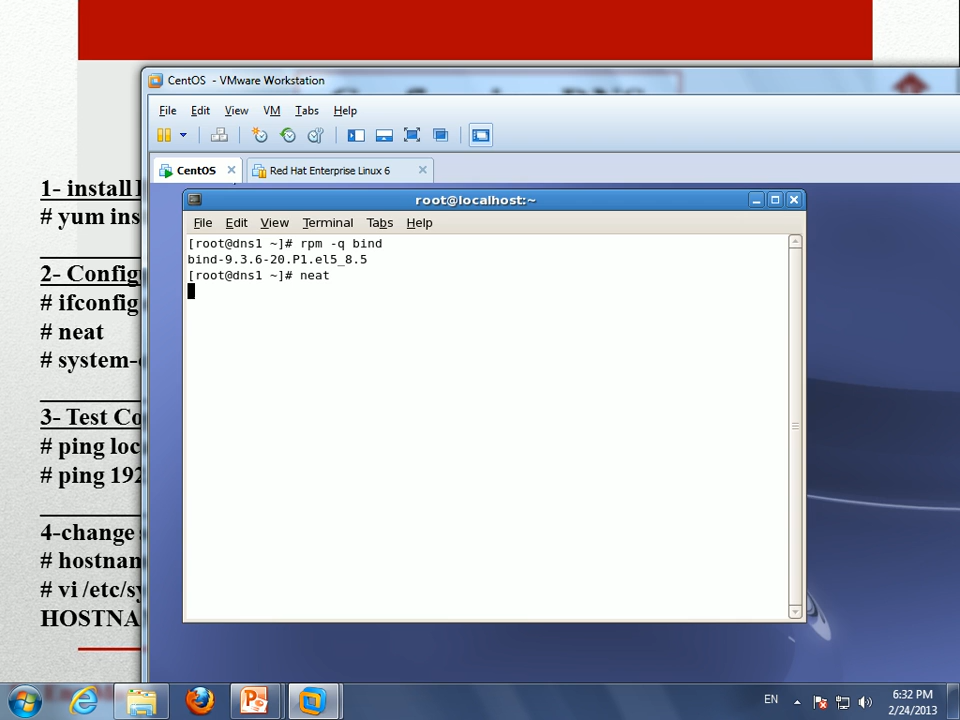 CentOS - VMware Workstation
File Edit View VM Tabs Help
CentOS Red Hat Enterprise Linux 6
root@localhost:~
File Edit View Terminal Tabs Help
[root@dns1 ~]# rpm -q bind
bind-9.3.6-20.P1.el5_8.5
[root@dns1 ~]# neat
1- install
# yum ins
2- Config
# ifconfig
# neat
# system-
3- Test Co
# ping loc
# ping 192
4-change
# hostnam
# vi /etc/sy
HOSTNA
EN
6:32 PM
2/24/2013